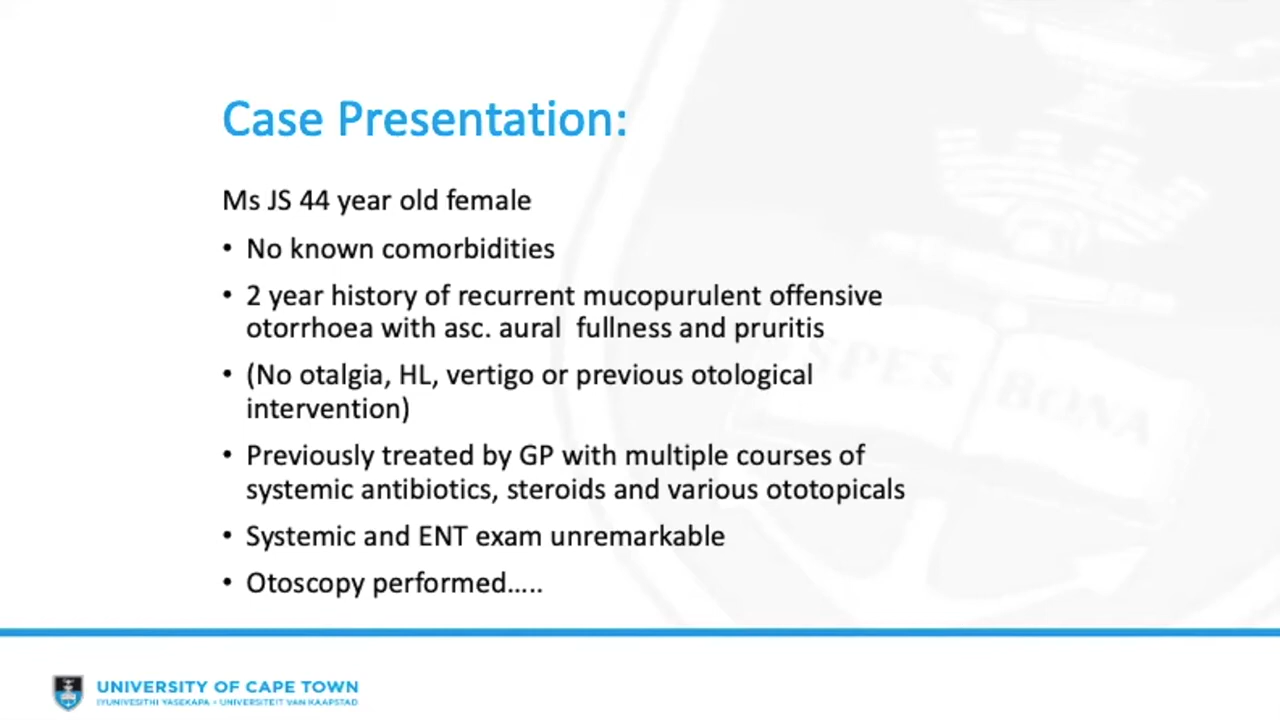 Case Presentation:
Ms JS 44 year old female
• No known comorbidities
• 2 year history of recurrent mucopurulent offensive
otorrhoea with asc. aural  fullness and pruritis
• (No otalgia, HL, vertigo or previous otological
intervention)
• Previously treated by GP with multiple courses of
systemic antibiotics, steroids and various ototopicals
• Systemic and ENT exam unremarkable
• Otoscopy performed.....
SPES BONA
UNIVERSITY OF CAPE TOWN
IYUNIVESITHI YASEKAPA • UNIVERSITEIT VAN KAAPSTAD